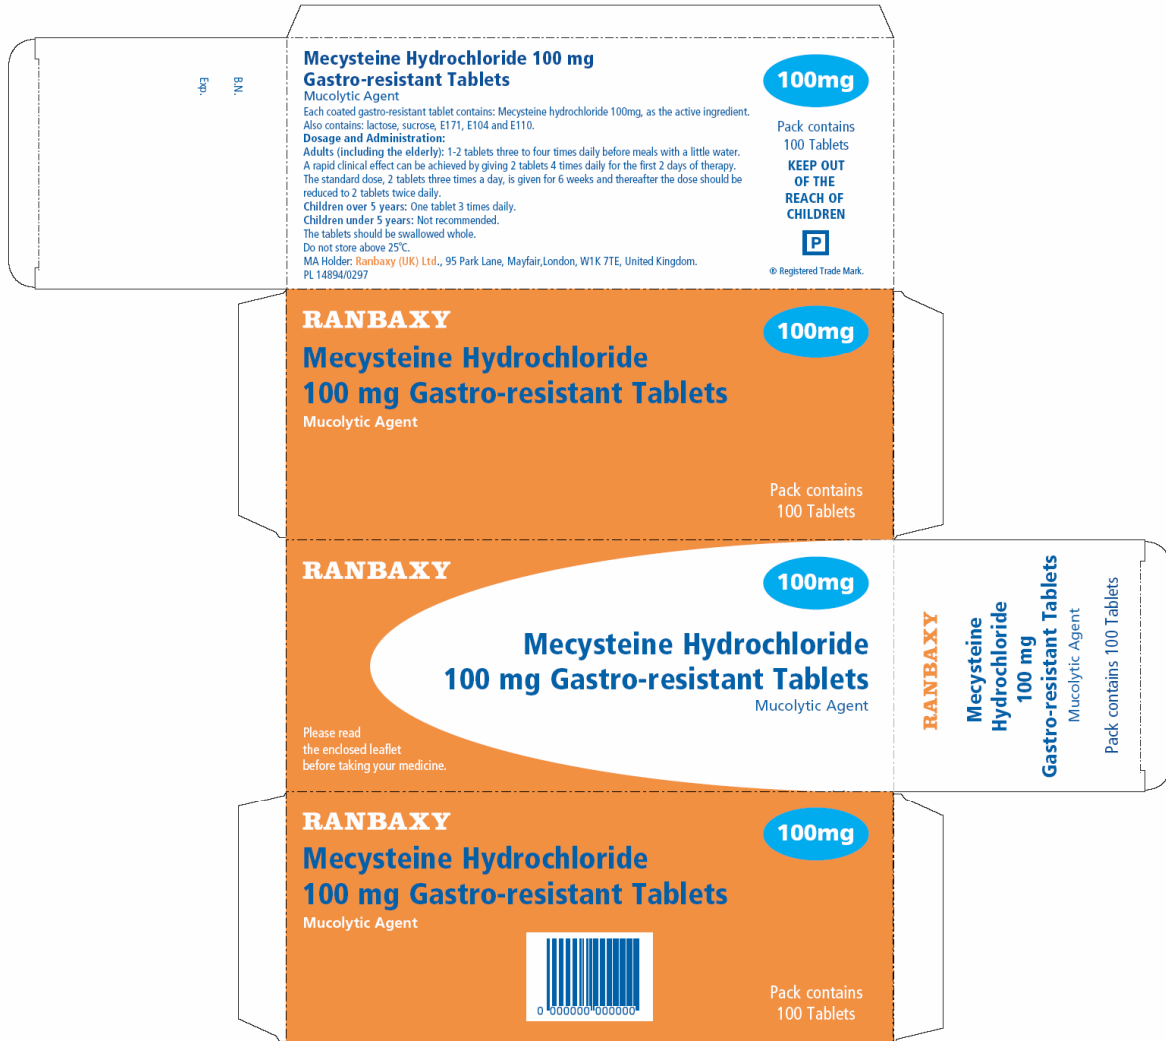 B.N.
Exp.
Mecysteine Hydrochloride 100 mg
Gastro-resistant Tablets
Mucolytic Agent
Each coated gastro-resistant tablet contains: Mecysteine hydrochloride 100mg, as the active ingredient.
Also contains: lactose, sucrose, E171, E104 and E110.
Dosage and Administration:
Adults (including the elderly): 1-2 tablets three to four times daily before meals with a little water.
A rapid clinical effect can be achieved by giving 2 tablets 4 times daily for the first 2 days of therapy.
The standard dose, 2 tablets three times a day, is given for 6 weeks and thereafter the dose should be
reduced to 2 tablets twice daily.
Children over 5 years: One tablet 3 times daily.
Children under 5 years: Not recommended.
The tablets should be swallowed whole.
Do not store above 25°C.
MA Holder: Ranbaxy (UK) Ltd., 95 Park Lane, Mayfair,London, W1K 7TE, United Kingdom.
PL 14894/0297
100mg
Pack contains
100 Tablets
KEEP OUT
OF THE
REACH OF
CHILDREN
P
® Registered Trade Mark.
RANBAXY
100mg
Mecysteine Hydrochloride
100 mg Gastro-resistant Tablets
Mucolytic Agent
Pack contains
100 Tablets
RANBAXY
100mg
Mecysteine Hydrochloride
100 mg Gastro-resistant Tablets
Mucolytic Agent
Please read
the enclosed leaflet
before taking your medicine.
RANBAXY
Mecysteine
Hydrochloride
100 mg
Gastro-resistant Tablets
Mucolytic Agent
Pack contains 100 Tablets
RANBAXY
100mg
Mecysteine Hydrochloride
100 mg Gastro-resistant Tablets
Mucolytic Agent
0 000000 000000
Pack contains
100 Tablets